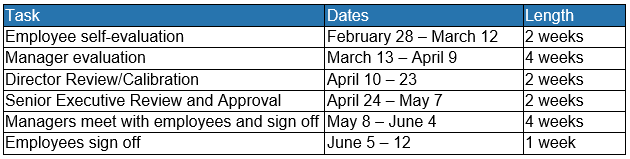 Task Dates Length
Employee self-evaluation February 28 – March 12 2 weeks
Manager evaluation March 13 – April 9 4 weeks
Director Review/Calibration April 10 – 23 2 weeks
Senior Executive Review and Approval April 24 – May 7 2 weeks
Managers meet with employees and sign off May 8 – June 4 4 weeks
Employees sign off June 5 – 12 1 week